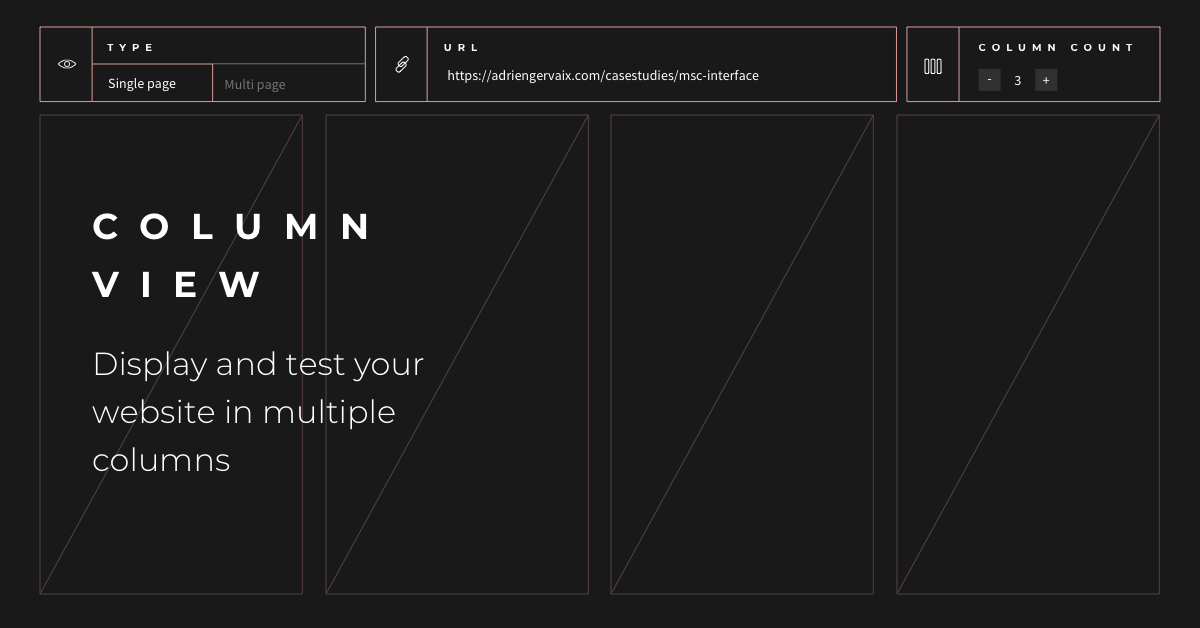 TYPE
Single page
Multi page
URL
https://adriengervaix.com/casestudies/msc-interface
COLUMN COUNT
- 3 +
COLUMN
VIEW
Display and test your
website in multiple
columns